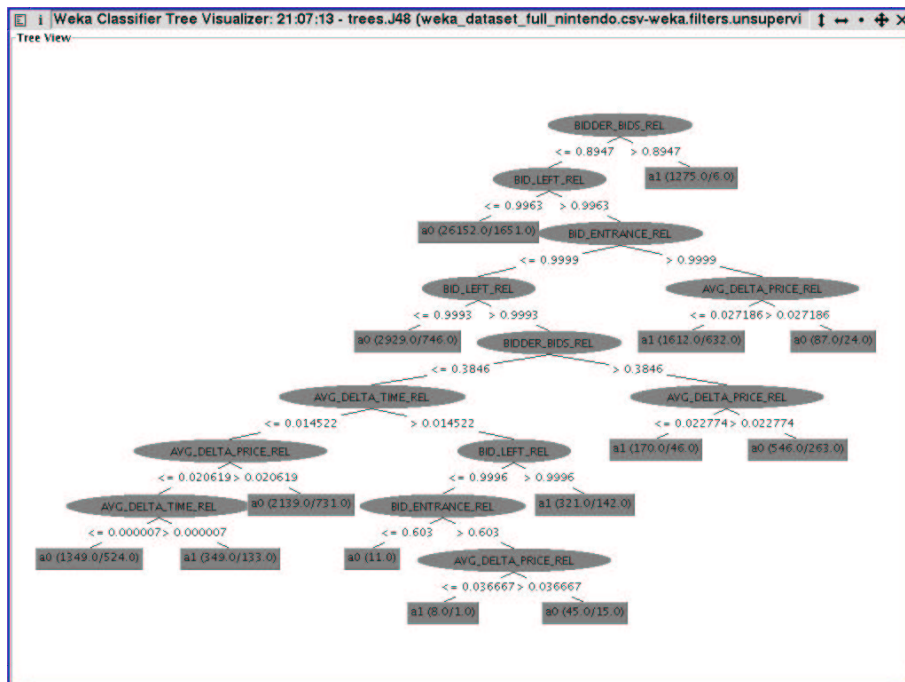 Weka Classifier Tree Visualizer: 21:07:13 - trees.J48 (weka_dataset_full_nintendo.csv-weka.filters.unsupervi
Tree View
BIDDER_BIDS_REL
<= 0.8947 > 0.8947
BID_LEFT_REL a1 (1275.0/6.0)
<= 0.9963 > 0.9963
a0 (26152.0/1651.0) BID_ENTRANCE_REL
<= 0.9999 > 0.9999
BID_LEFT_REL AVG_DELTA_PRICE_REL
<= 0.9993 > 0.9993 <= 0.027186 > 0.027186
a0 (2929.0/746.0) BIDDER_BIDS_REL a1 (1612.0/632.0) a0 (87.0/24.0)
<= 0.3846 > 0.3846
AVG_DELTA_TIME_REL AVG_DELTA_PRICE_REL
<= 0.014522 > 0.014522 <= 0.022774 > 0.022774
AVG_DELTA_PRICE_REL BID_LEFT_REL a1 (170.0/46.0) a0 (546.0/263.0)
<= 0.020619 > 0.020619 <= 0.9996 > 0.9996
AVG_DELTA_TIME_REL a0 (2139.0/731.0) BID_ENTRANCE_REL a1 (321.0/142.0)
<= 0.000007 > 0.000007 <= 0.603 > 0.603
a0 (1349.0/524.0) a1 (349.0/133.0) a0 (11.0) AVG_DELTA_PRICE_REL
<= 0.036667 > 0.036667
a1 (8.0/1.0) a0 (45.0/15.0)